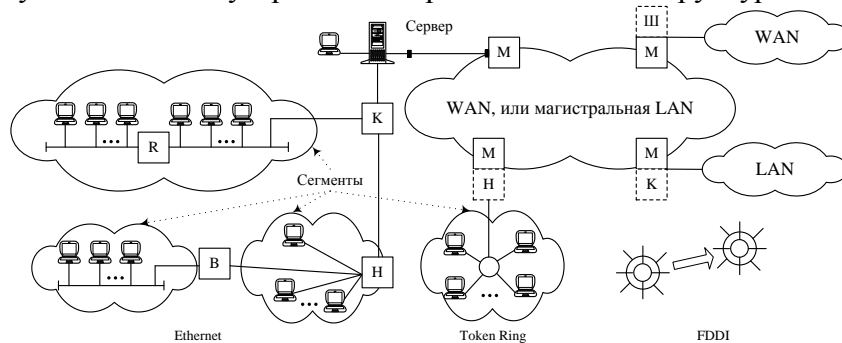 Сервер
М
Ш
М
WAN
WAN, или магистральная LAN
К
R
М
Н
М
К
LAN
Сегменты
В
Н
Ethernet
Token Ring
FDDI